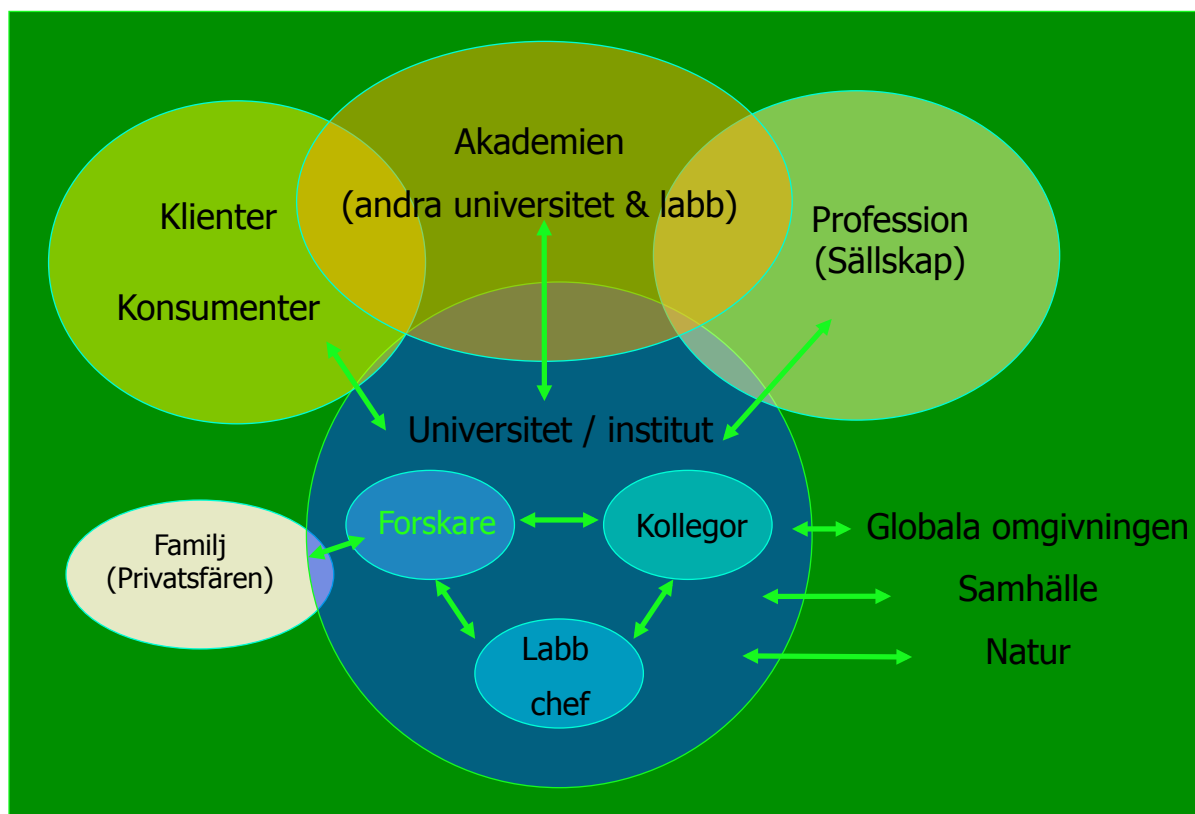 Akademien
(andra universitet & labb)
Klienter
Konsumenter
Profession
(Sällskap)
Universitet / institut
Forskare
Kollegor
Globala omgivningen
Familj
(Privatsfären)
Samhälle
Natur
Labb
chef